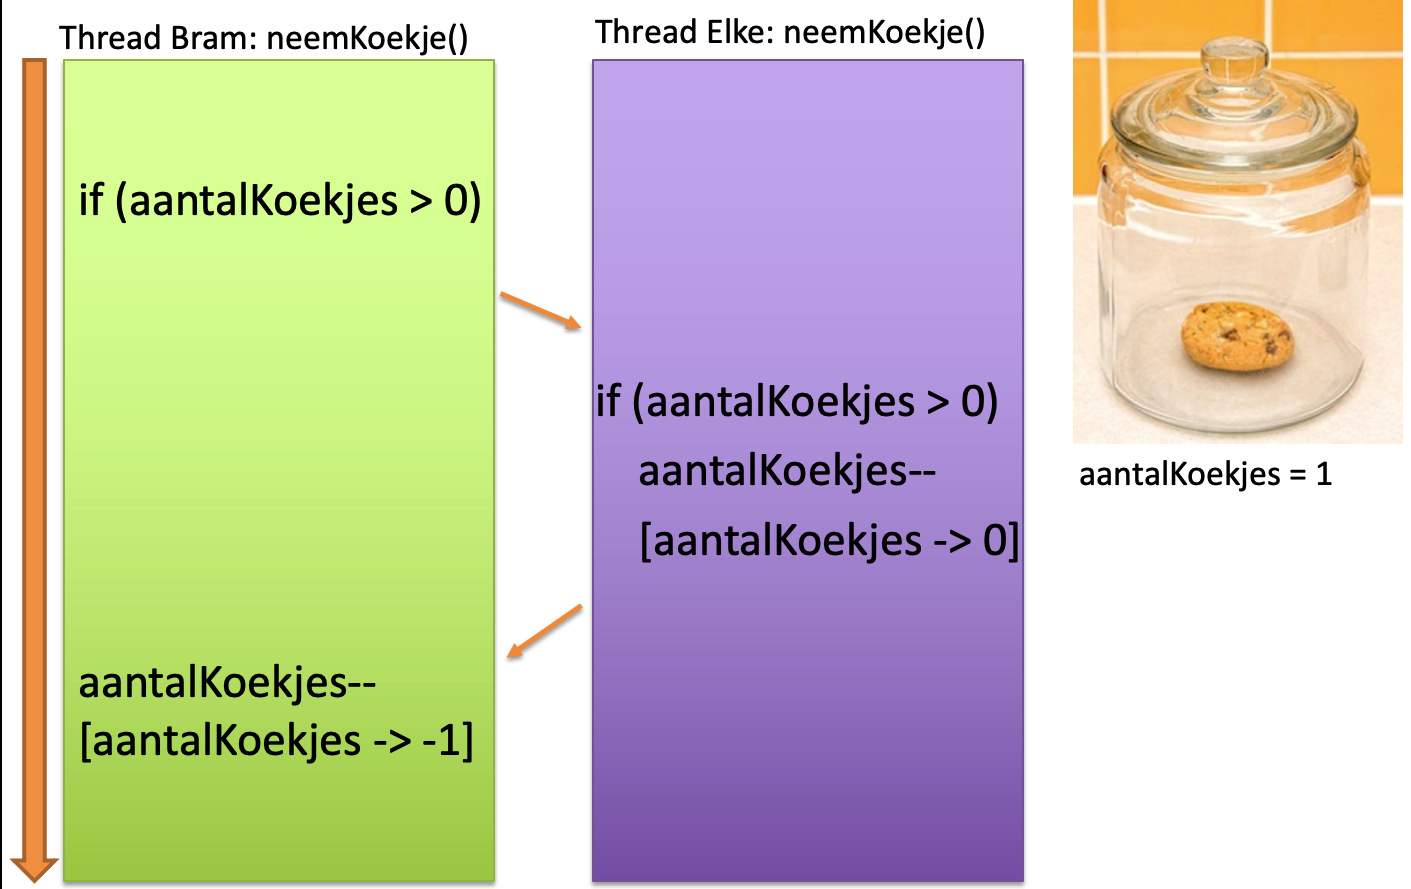 Thread Bram: neemKoekje()
if (aantalKoekjes > 0)
aantalKoekjes--
[aantalKoekjes -> -1]
Thread Elke: neemKoekje()
if (aantalKoekjes > 0)
aantalKoekjes--
[aantalKoekjes -> 0]
aantalKoekjes = 1